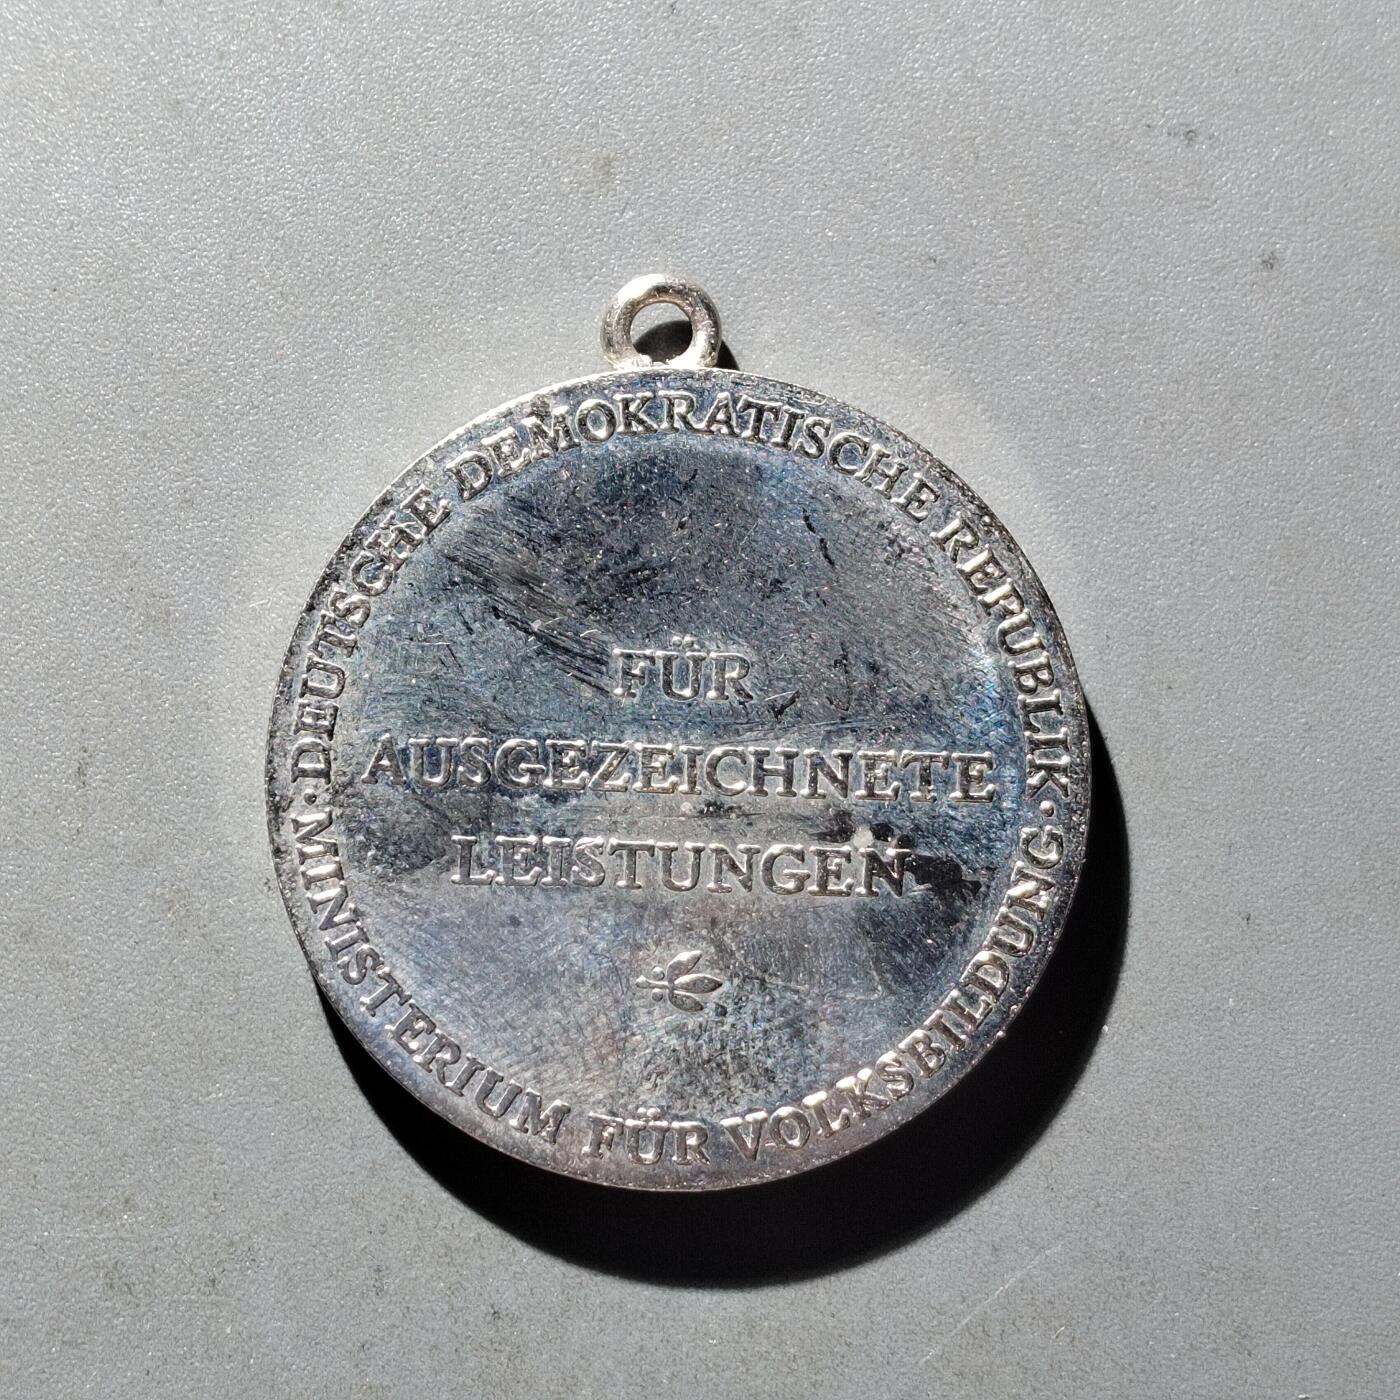 DEUTSCHE DEMOKRATISCHE REPUBLIK
FÜR
AUSGEZEICHNETE
LEISTUNGEN
MINISTERIUM FÜR VOLKSBILDUNG